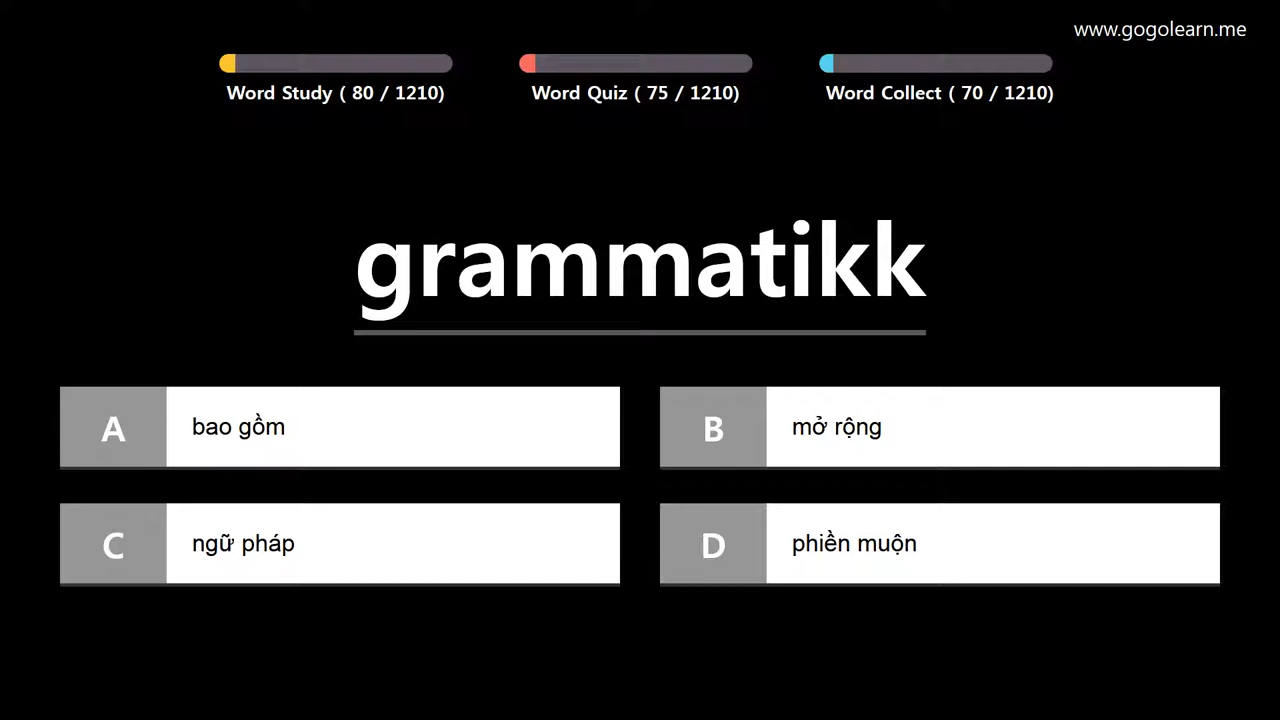 www.gogolearn.me
Word Study ( 80 / 1210)
Word Quiz ( 75 / 1210)
Word Collect ( 70 / 1210)
grammatikk
A bao gồm
B mở rộng
C ngữ pháp
D phiền muộn